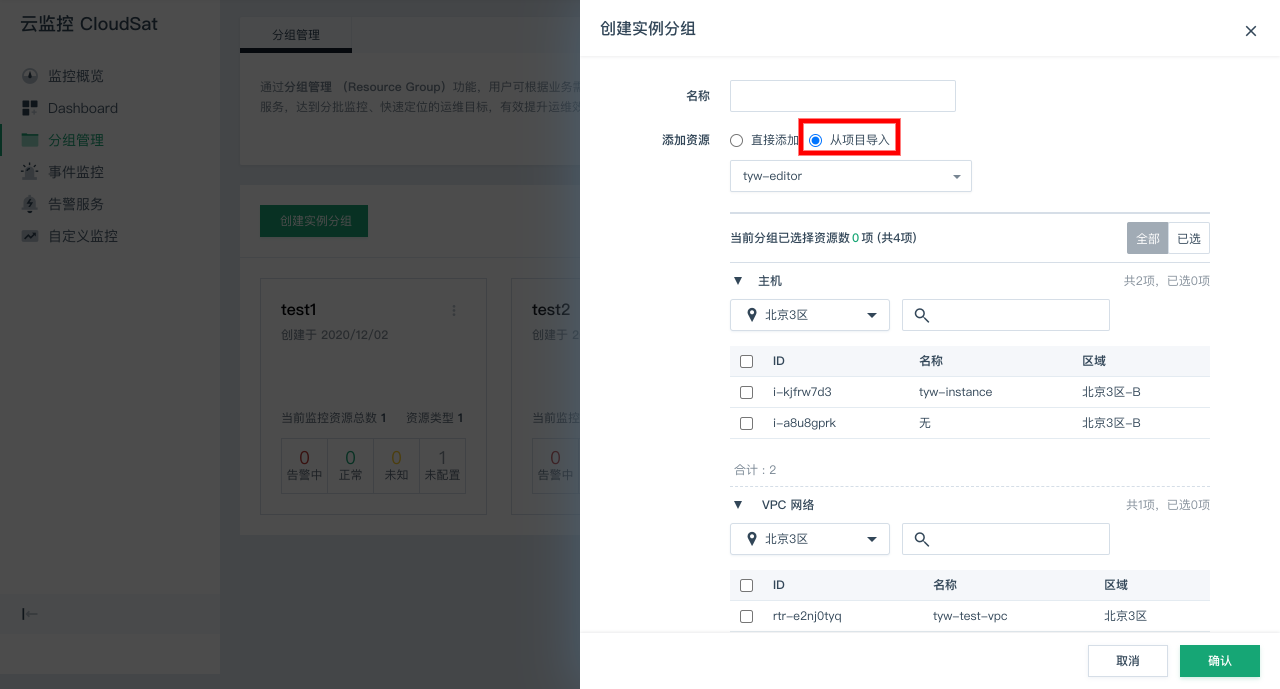 云监控 CloudSat
监控概览
Dashboard
分组管理
事件监控
告警服务
自定义监控
分组管理
通过分组管理 （Resource Group）功能，用户可根据业务
服务，达到分批监控、快速定位的运维目标，有效提升运维
创建实例分组
test1
创建于 2020/12/02
当前监控资源总数 1 资源类型 1
0 告警中
0 正常
0 未知
1 未配置
test2
创建于 2
当前监
0
告警中
创建实例分组
名称
添加资源 直接添加 从项目导入
tyw-editor
当前分组已选择资源数 0 项 (共4项)
全部 已选
主机 共2项，已选0项
北京3区
ID 名称 区域
i-kjfrw7d3 tyw-instance 北京3区-B
i-a8u8gprk 无 北京3区-B
合计：2
VPC 网络 共1项，已选0项
北京3区
ID 名称 区域
rtr-e2nj0tyq tyw-test-vpc 北京3区
取消 确认